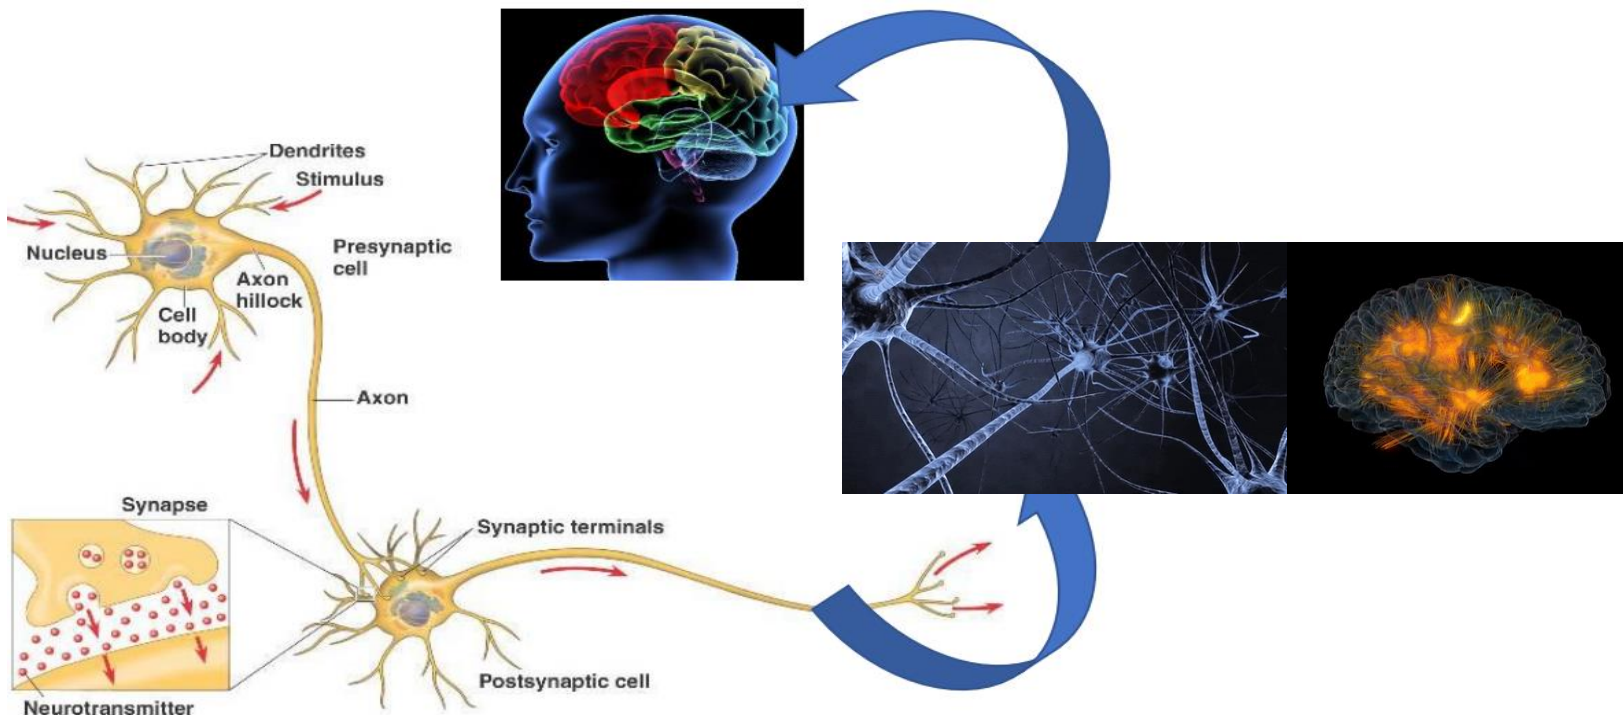 Dendrites
Stimulus
Nucleus
Presynaptic
cell
Axon
hillock
Cell
body
Axon
Synapse
Synaptic terminals
Postsynaptic cell
Neurotransmitter